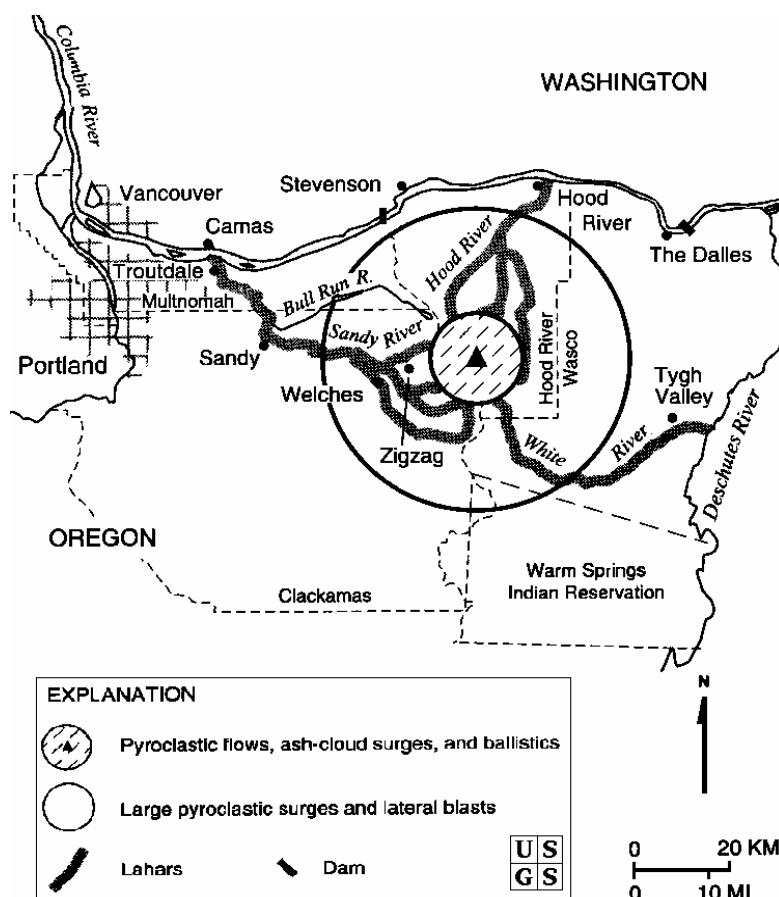 Columbia River
WASHINGTON
Vancouver
Stevenson
Camas
Hood
River
Hood River
The Dalles
Troutdale
Multnomah
Bull Run R.
Sandy River
Portland
Sandy
Welches
Hood River
Wasco
Tygh
Valley
Zigzag
White
River
Deschutes River
OREGON
Warm Springs
Indian Reservation
Clackamas
N
EXPLANATION
Pyroclastic flows, ash-cloud surges, and ballistics
Large pyroclastic surges and lateral blasts
Lahars
Dam
U S
G S
0 20 KM
0 10 MI